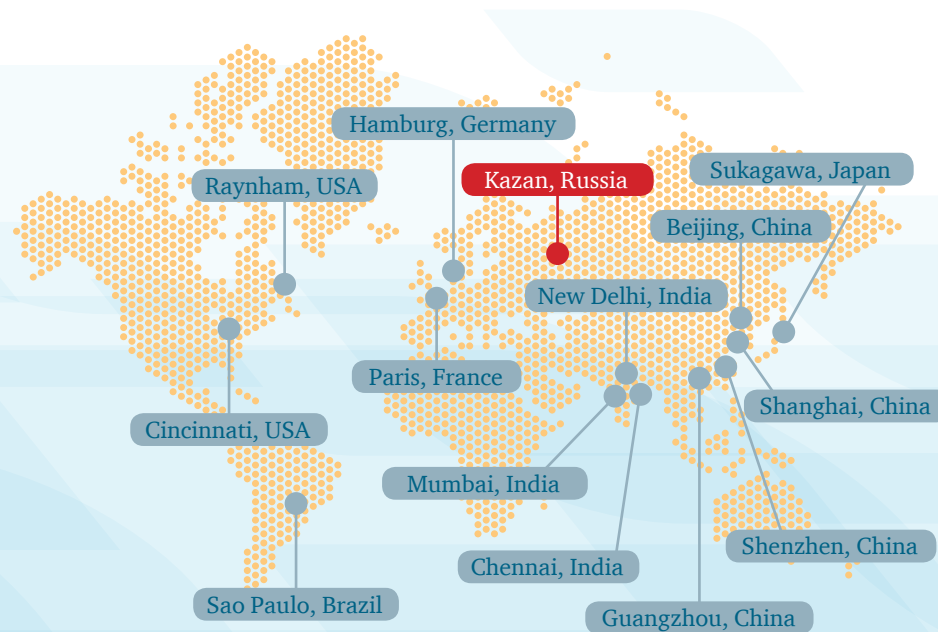 Hamburg, Germany
Raynham, USA
Kazan, Russia
Sukagawa, Japan
Beijing, China
New Delhi, India
Paris, France
Shanghai, China
Cincinnati, USA
Mumbai, India
Shenzhen, China
Chennai, India
Sao Paulo, Brazil
Guangzhou, China